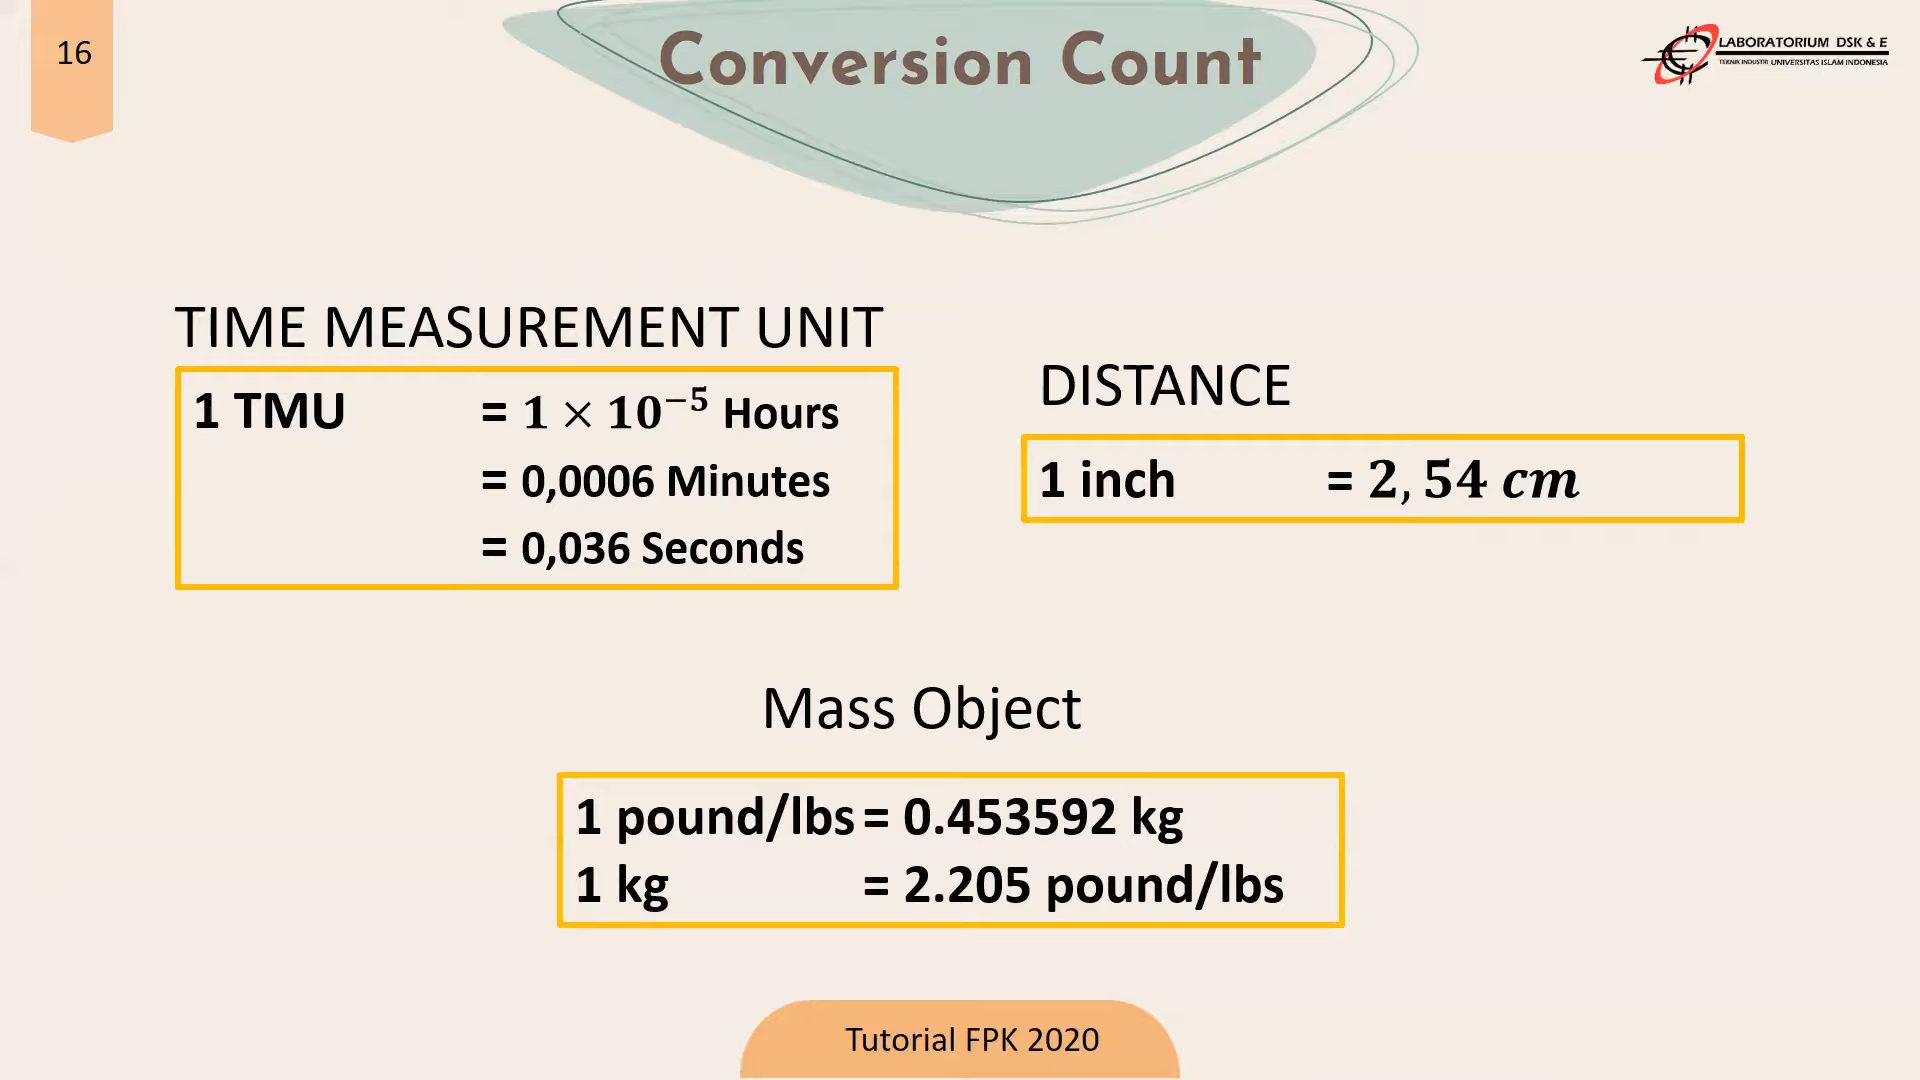 16
Conversion Count
LABORATORIUM DSK & E
TEKNIK INDUSTRI UNIVERSITAS ISLAM INDONESIA
TIME MEASUREMENT UNIT
1 TMU = 1 × 10⁻⁵ Hours
= 0,0006 Minutes
= 0,036 Seconds
DISTANCE
1 inch = 2,54 cm
Mass Object
1 pound/lbs = 0.453592 kg
1 kg = 2.205 pound/lbs
Tutorial FPK 2020